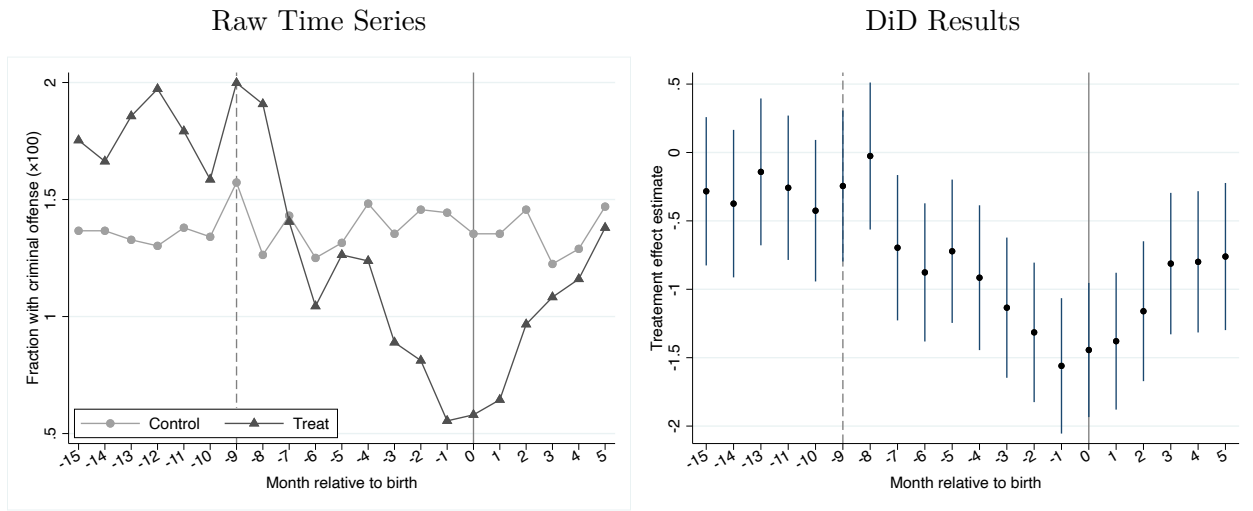 Raw Time Series
DiD Results
Fraction with criminal offense (×100)
2
1.5
1
.5
Control
Treat
-15 -14 -13 -12 -11 -10 -9 -8 -7 -6 -5 -4 -3 -2 -1 0 1 2 3 4 5
Month relative to birth
Treatement effect estimate
.5
0
-.5
-1
-1.5
-2
-15 -14 -13 -11 -10 -9 -8 -7 -6 -5 -4 -3 -2 -1 0 1 2 3 4 5
Month relative to birth